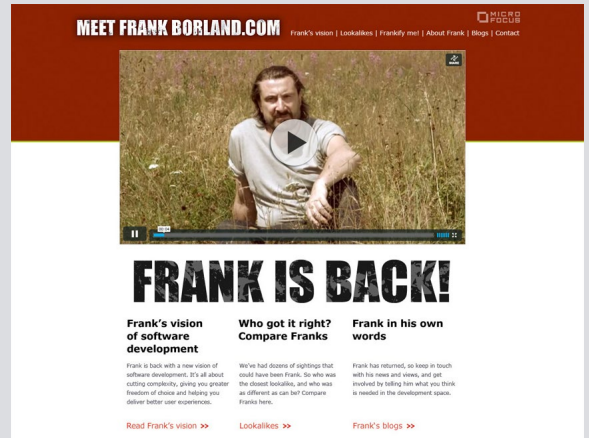 MICRO
FOCUS
MEET FRANK BORLAND.COM
Frank's vision | Lookalikes | Frankify me! | About Frank | Blogs | Contact
FRANK IS BACK!
Frank's vision
of software
development
Frank is back with a new vision of
software development. It's all about
cutting complexity, giving you greater
freedom of choice and helping you
deliver better user experiences.
Read Frank's vision >>
Who got it right?
Compare Franks
We've had dozens of sightings that
could have been Frank. So who was
the closest lookalike, and who was
as different as can be? Compare
Franks here.
Lookalikes >>
Frank in his own
words
Frank has returned, so keep in touch
with his news and views, and get
involved by telling him what you think
is needed in the development space.
Frank's blogs >>